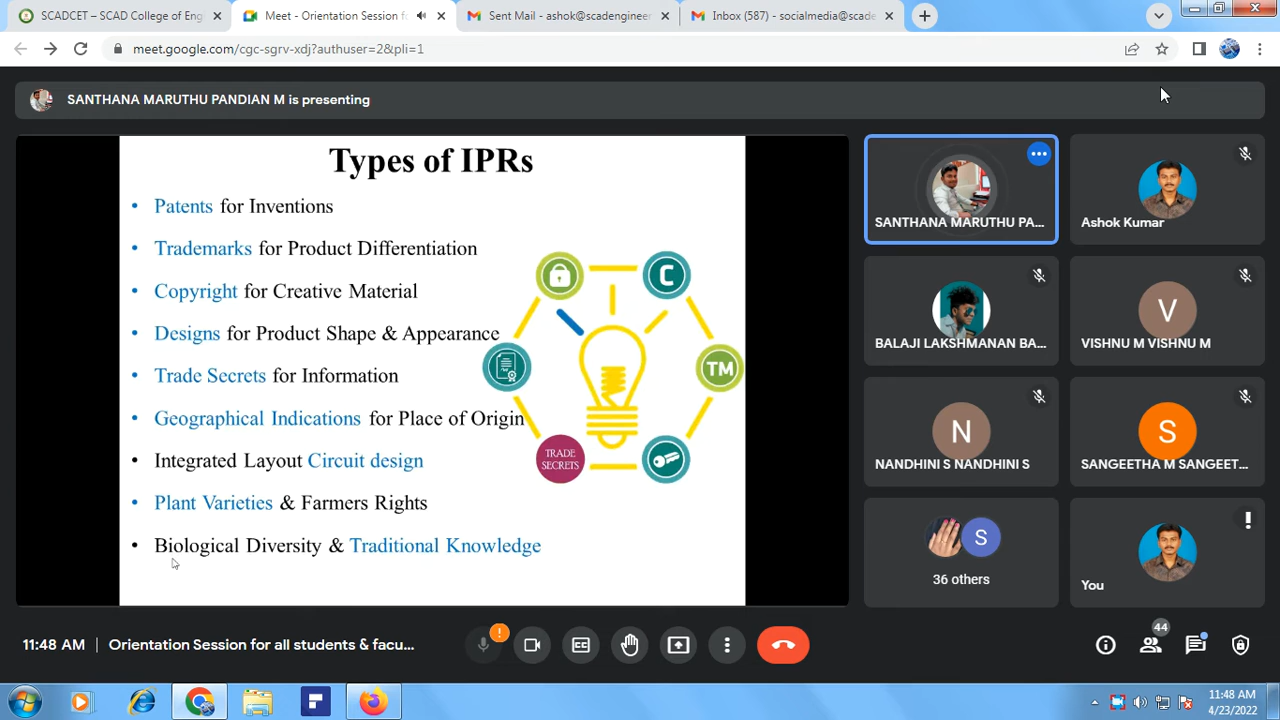 SCADCET – SCAD College of Eng
Meet - Orientation Session fo
Sent Mail - ashok@scadengineer
Inbox (587) - socialmedia@scade
meet.google.com/cgc-sgrv-xdj?authuser=2&pli=1
SANTHANA MARUTHU PANDIAN M is presenting
Types of IPRs
• Patents for Inventions
• Trademarks for Product Differentiation
• Copyright for Creative Material
• Designs for Product Shape & Appearance
• Trade Secrets for Information
• Geographical Indications for Place of Origin
• Integrated Layout Circuit design
• Plant Varieties & Farmers Rights
• Biological Diversity & Traditional Knowledge
C
TM
TRADE
SECRETS
SANTHANA MARUTHU PA...
Ashok Kumar
BALAJI LAKSHMANAN BA...
V
VISHNU M VISHNU M
N
NANDHINI S NANDHINI S
S
SANGEETHA M SANGEET...
S
36 others
You
11:48 AM | Orientation Session for all students & facu...
44
11:48 AM
4/23/2022